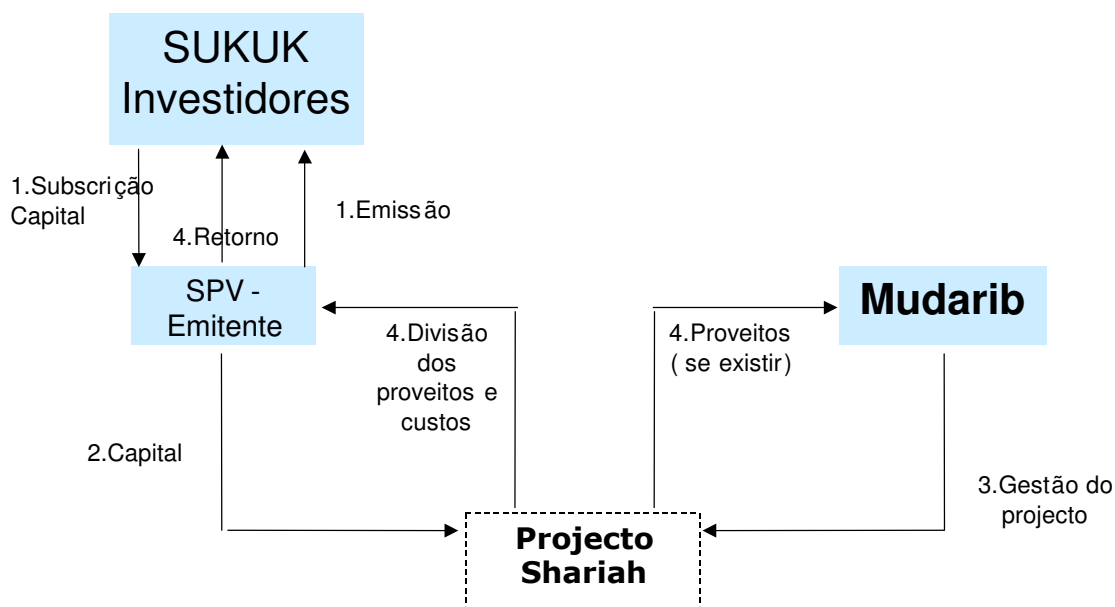 SUKUK
Investidores
1.Subscrição
Capital
4.Retorno
1.Emissão
SPV -
Emitente
Mudarib
4.Divisão
dos
proveitos e
custos
4.Proveitos
( se existir)
2.Capital
3.Gestão do
projecto
Projecto
Shariah